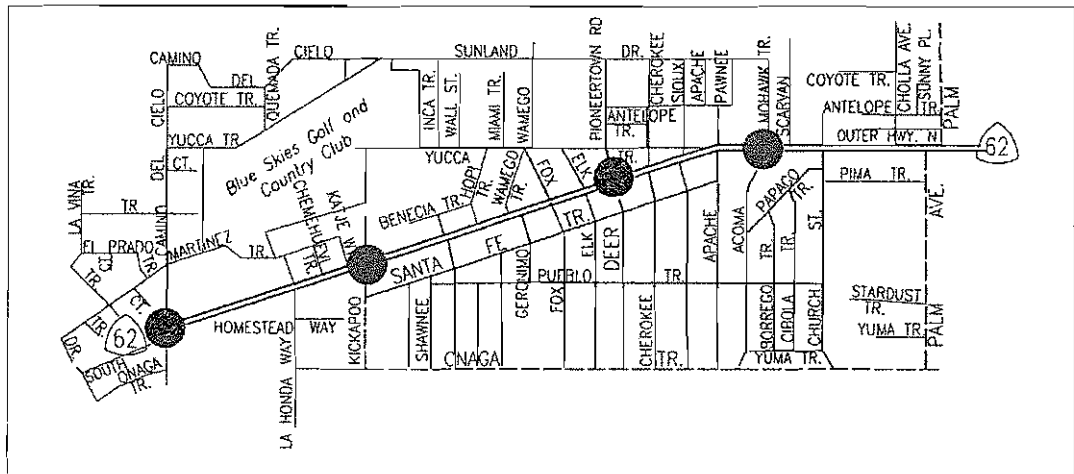 CAMINO
CIELO
SUNLAND
DR.
DEL
COYOTE TR.
QUEMADA TR.
CIELO
YUCCA TR.
DEL
CT.
LA VINA
TR.
TR.
CAMINO
EL PRADO
CT.
TR.
TR
MARTINEZ
TR.
CT.
TR.
DR.
SOUTH
ONAGA
TR.
62
Blue Skies Golf and
Country Club
KATJE W
CHEMEHUEVI
TR.
INCA TR.
WALL ST.
MIAMI TR.
WAMEGO
YUCCA
TR.
HOPI
TR.
WAMEGO
TR.
BENECIA TR.
FOX
ELK
PIONEERTOWN RD
ANTELOPE
TR.
CHEROKEE
SIOUX
APACHE
PAWNEE
MOHAWK TR.
SCARVAN
COYOTE TR.
ANTELOPE TR.
CHOLLA AVE.
SUNNY PL.
PALM
OUTER HWY. N
62
PIMA TR.
AVE.
PAPAGO
TR.
ACOMA
APACHE
SANTA FE TR.
PUEBLO TR.
GERONIMO
FOX
ELK
DEER
CHEROKEE
SHAWNEE
KICKAPOO
HOMESTEAD WAY
LA HONDA WAY
ONAGA TR.
BORREGO
TR.
CIBOLA
TR.
CHURCH
ST.
YUMA TR.
STARDUST
TR.
YUMA TR.
PALM